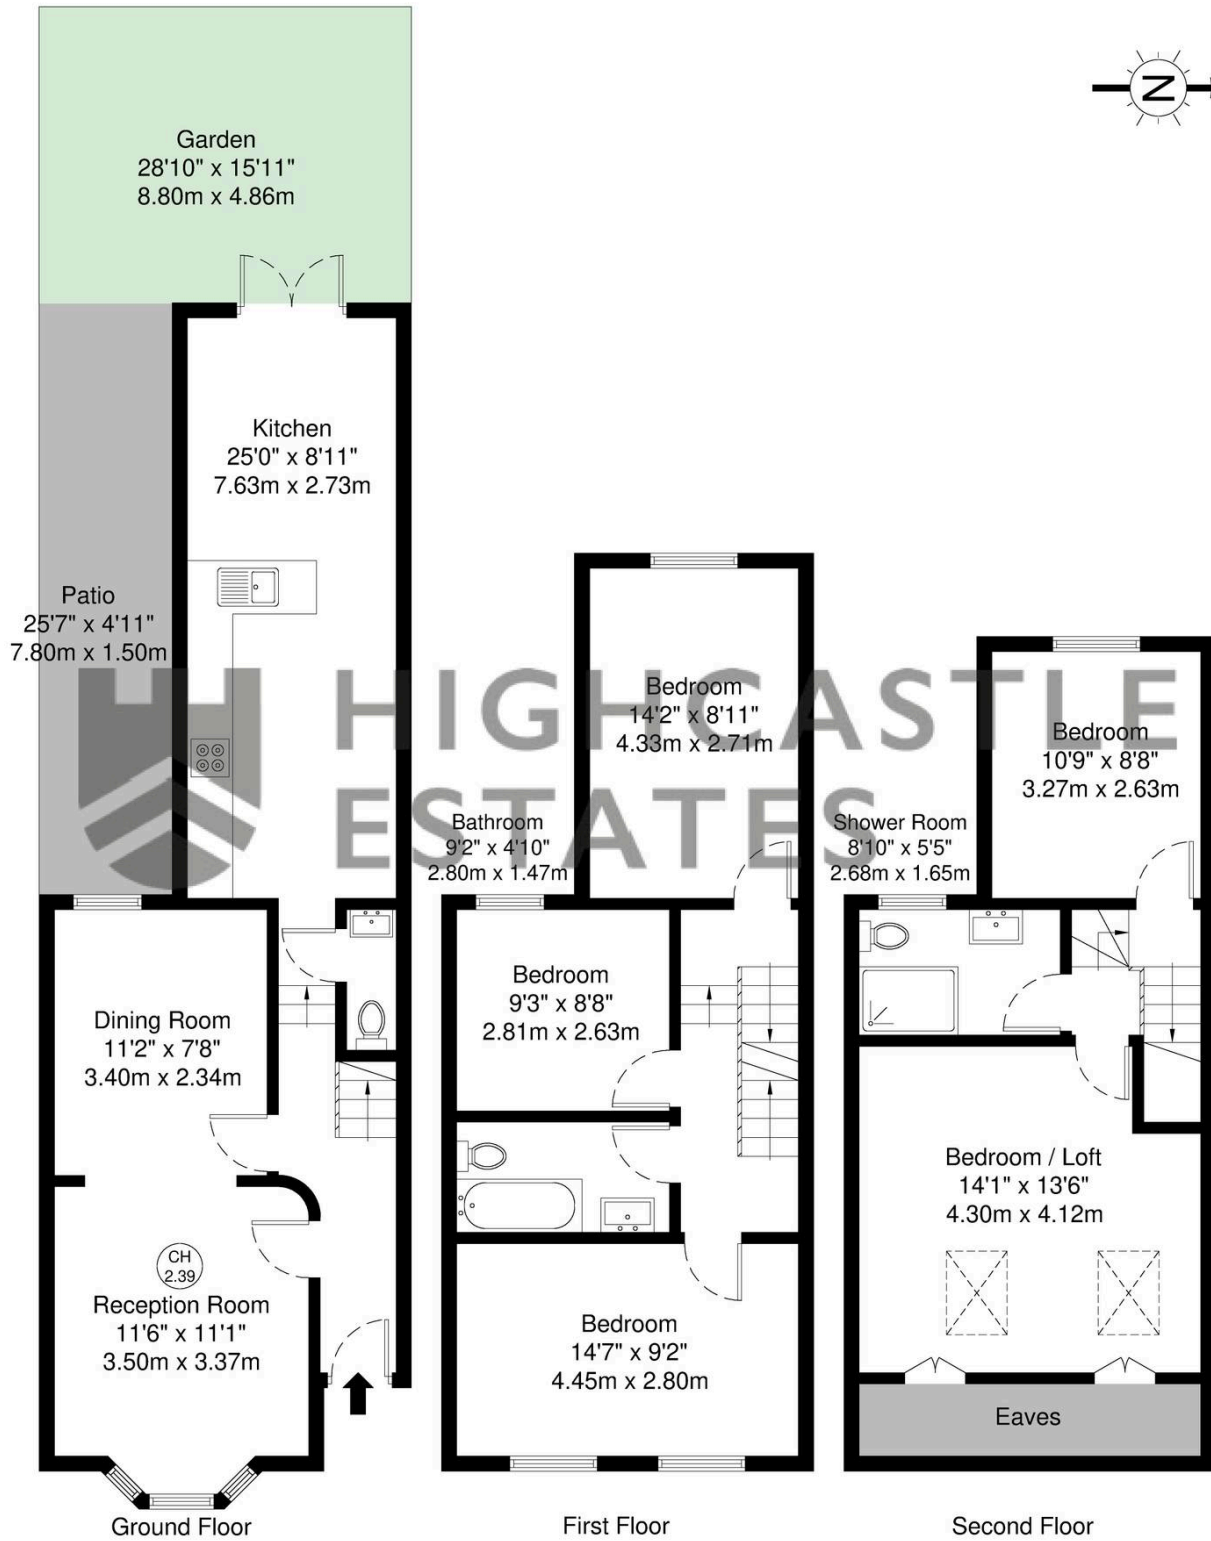 N
Garden
28'10" x 15'11"
8.80m x 4.86m
Kitchen
25'0" x 8'11"
7.63m x 2.73m
Patio
25'7" x 4'11"
7.80m x 1.50m
Dining Room
11'2" x 7'8"
3.40m x 2.34m
CH
2.39
Reception Room
11'6" x 11'1"
3.50m x 3.37m
Ground Floor
HIGHCASTLE
ESTATES
Bedroom
14'2" x 8'11"
4.33m x 2.71m
Bathroom
9'2" x 4'10"
2.80m x 1.47m
Bedroom
9'3" x 8'8"
2.81m x 2.63m
Bedroom
14'7" x 9'2"
4.45m x 2.80m
First Floor
Bedroom
10'9" x 8'8"
3.27m x 2.63m
Shower Room
8'10" x 5'5"
2.68m x 1.65m
Bedroom / Loft
14'1" x 13'6"
4.30m x 4.12m
Eaves
Second Floor